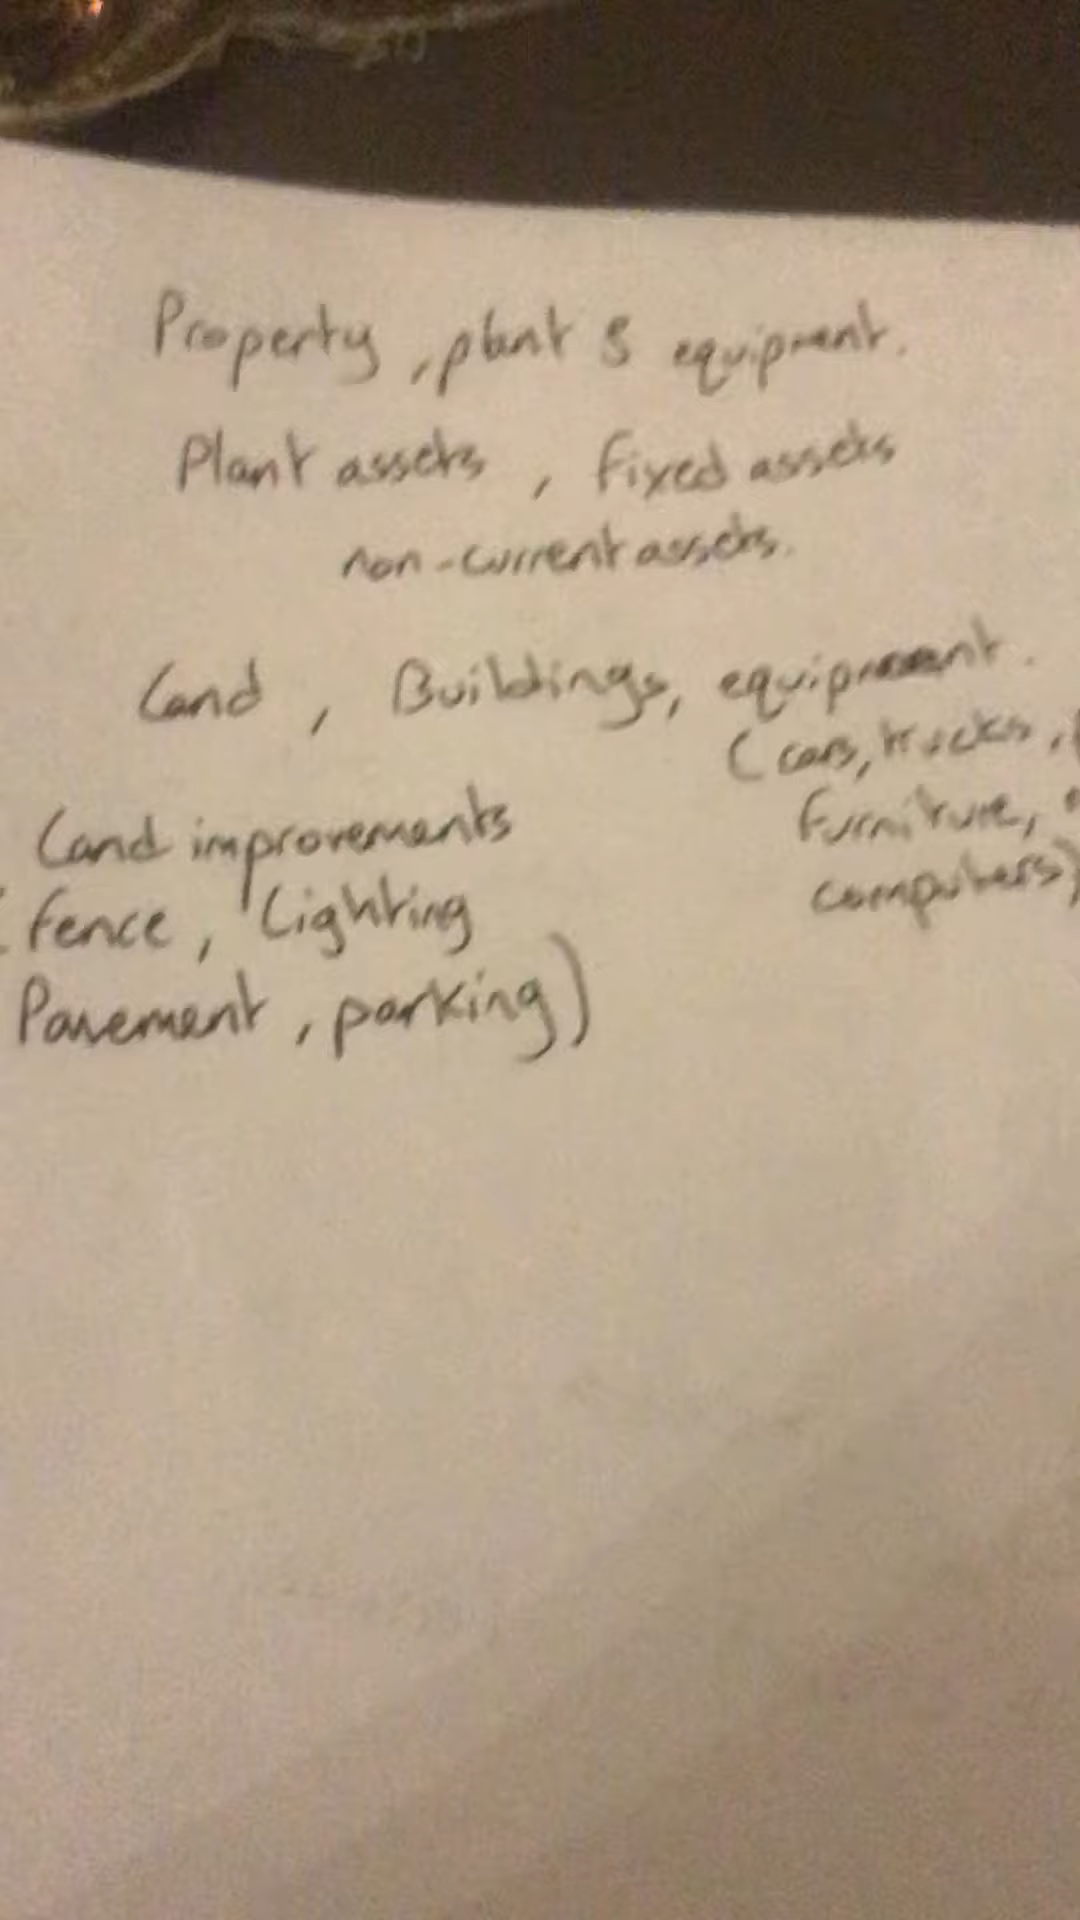 Property, plant & equipment.
Plant assets, fixed assets
non-current assets.
Land, Buildings, equipment.
(cars, trucks,
Land improvements
furniture,
computers)
(fence, Lighting
Pavement, parking)